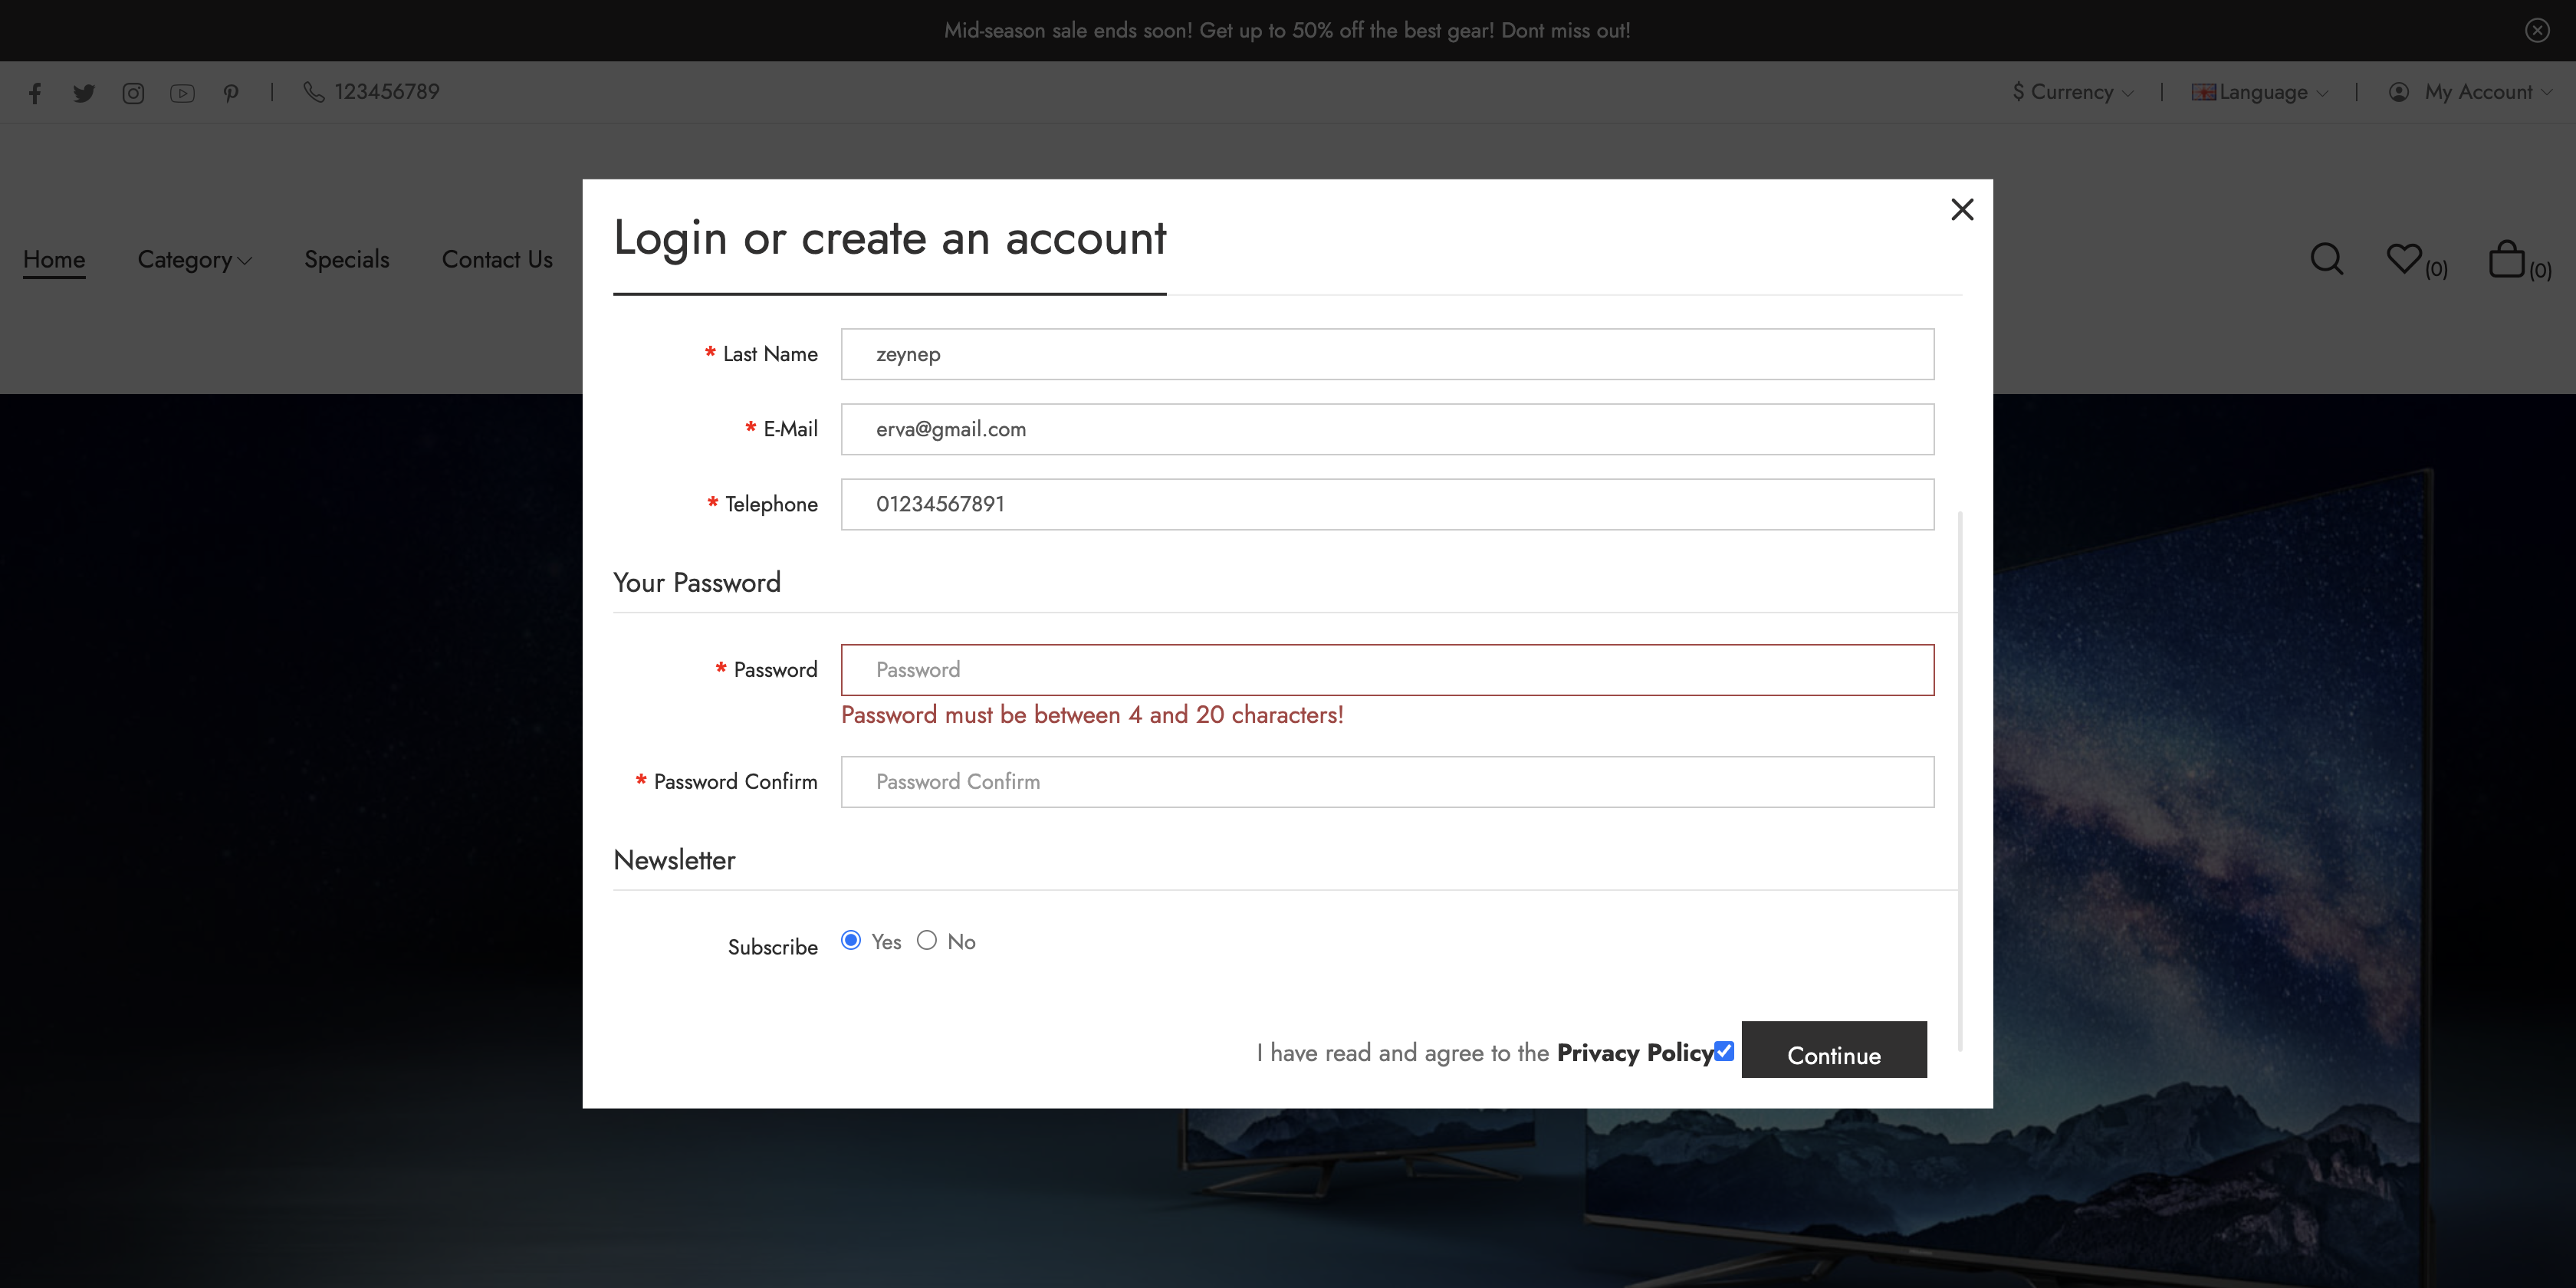 Mid-season sale ends soon! Get up to 50% off the best gear! Dont miss out!
123456789
$ Currency
Language
My Account
Home
Category
Specials
Contact Us
(0)
(0)
Login or create an account
* Last Name
zeynep
* E-Mail
erva@gmail.com
* Telephone
01234567891
Your Password
* Password
Password
Password must be between 4 and 20 characters!
* Password Confirm
Password Confirm
Newsletter
Subscribe
Yes
No
I have read and agree to the Privacy Policy
Continue